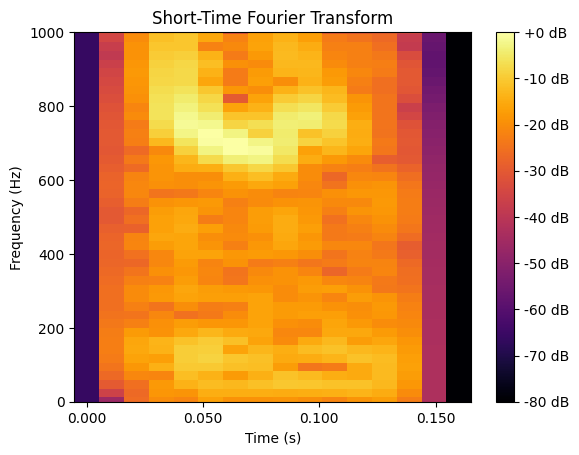 Short-Time Fourier Transform
1000
800
600
400
200
0
Frequency (Hz)
0.000
0.050
0.100
0.150
Time (s)
+0 dB
-10 dB
-20 dB
-30 dB
-40 dB
-50 dB
-60 dB
-70 dB
-80 dB